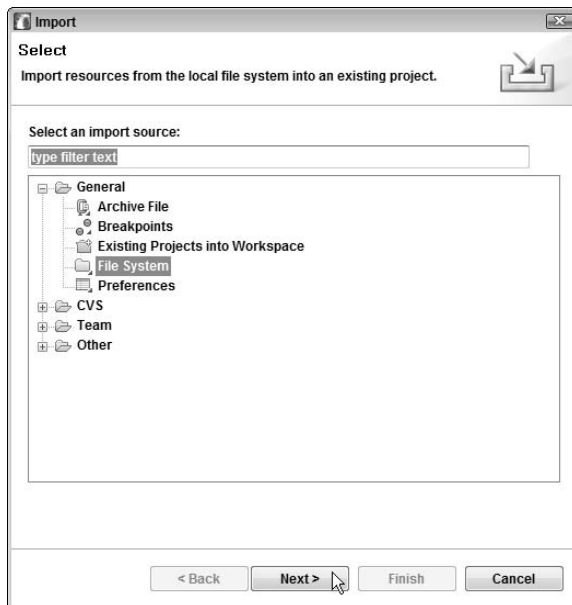 Import
Select
Import resources from the local file system into an existing project.
Select an import source:
type filter text
General
Archive File
Breakpoints
Existing Projects into Workspace
File System
Preferences
CVS
Team
Other
< Back Next > Finish Cancel